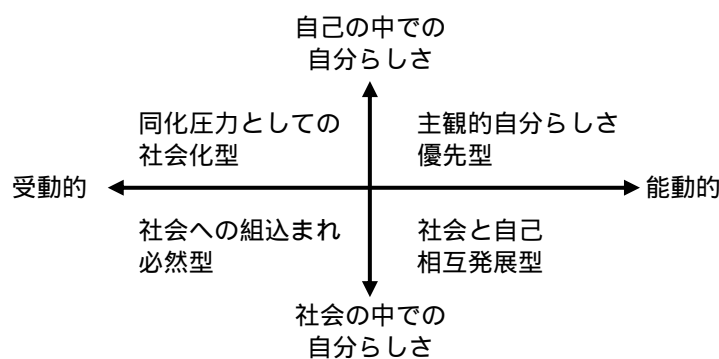 自己の中での
自分らしさ
同化圧力としての
社会化型
主観的自分らしさ
優先型
受動的
能動的
社会への組込まれ
必然型
社会と自己
相互発展型
社会の中での
自分らしさ